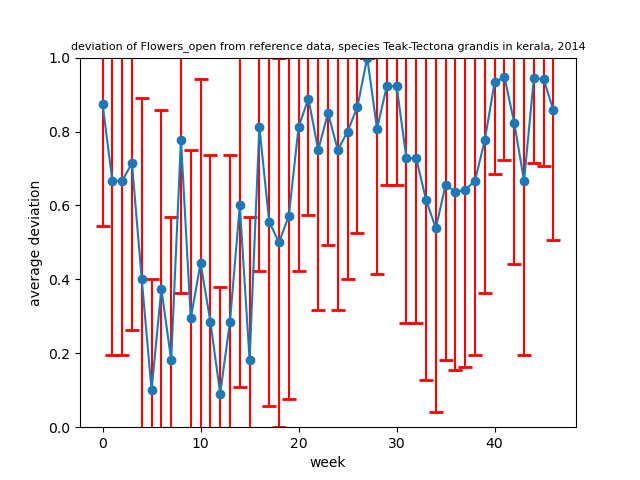 deviation of Flowers_open from reference data, species Teak-Tectona grandis in kerala, 2014
1.0
0.8
0.6
0.4
0.2
0.0
average deviation
0 10 20 30 40
week